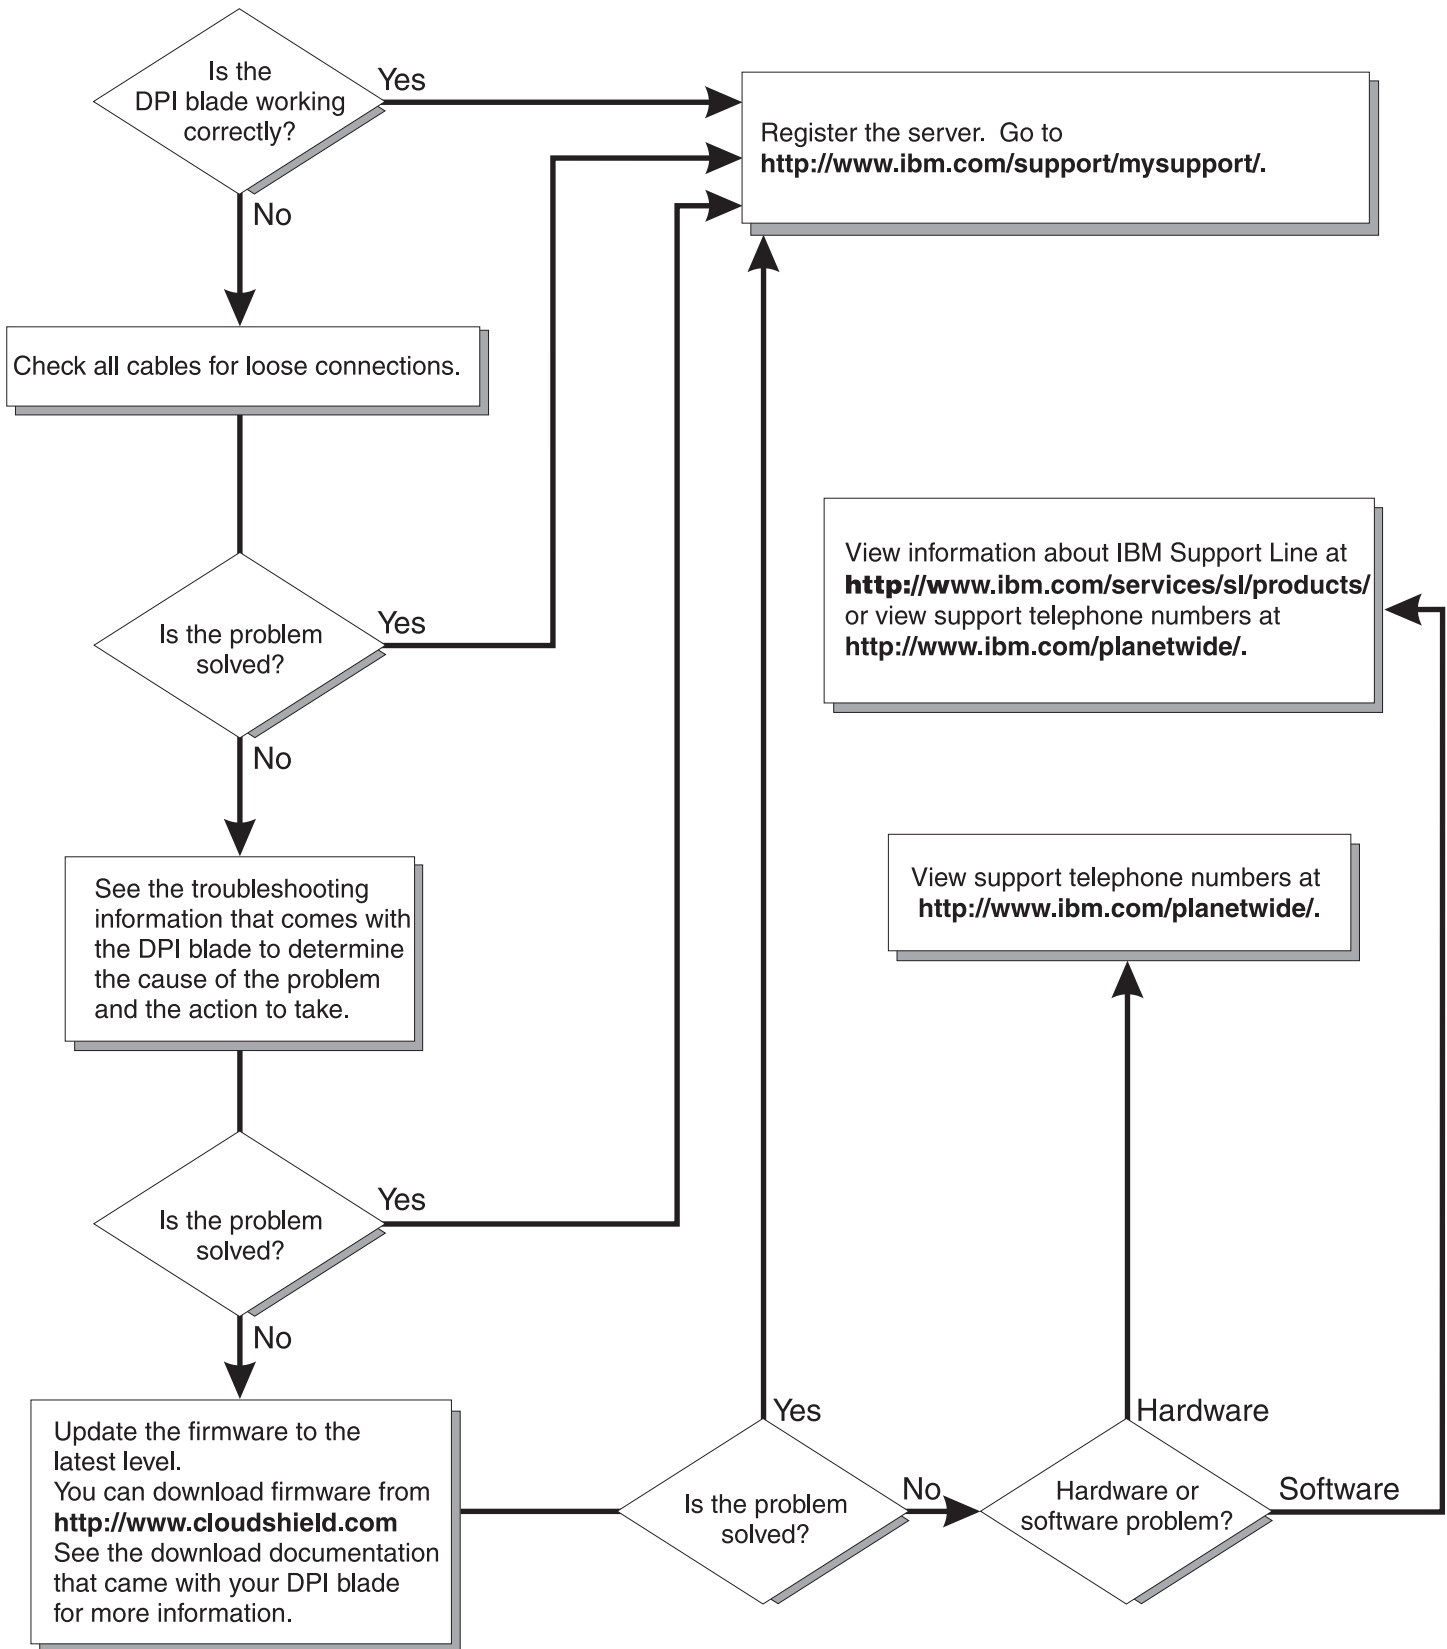 Is the
DPI blade working
correctly?
Yes
No
Register the server.  Go to
http://www.ibm.com/support/mysupport/.
Check all cables for loose connections.
Is the problem
solved?
Yes
No
View information about IBM Support Line at
http://www.ibm.com/services/sl/products/
or view support telephone numbers at
http://www.ibm.com/planetwide/.
See the troubleshooting
information that comes with
the DPI blade to determine
the cause of the problem
and the action to take.
View support telephone numbers at
http://www.ibm.com/planetwide/.
Is the problem
solved?
Yes
No
Update the firmware to the
latest level.
You can download firmware from
http://www.cloudshield.com
See the download documentation
that came with your DPI blade
for more information.
Is the problem
solved?
Yes
No
Hardware or
software problem?
Hardware
Software